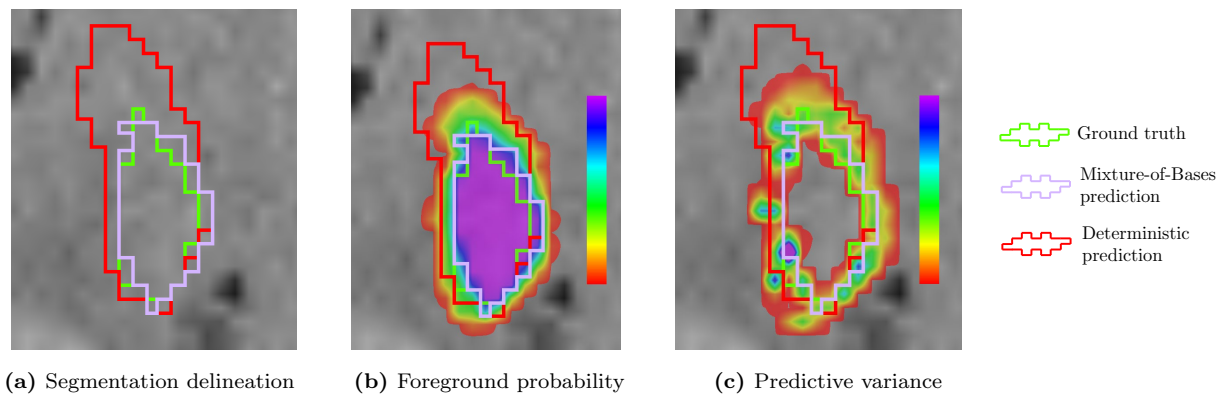 Ground truth
Mixture-of-Bases
prediction
Deterministic
prediction
(a) Segmentation delineation
(b) Foreground probability
(c) Predictive variance